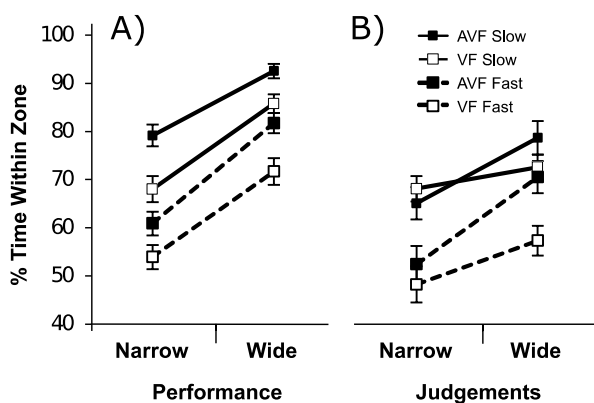 A)
B)
% Time Within Zone
100
90
80
70
60
50
40
AVF Slow
VF Slow
AVF Fast
VF Fast
Narrow Wide
Narrow Wide
Performance
Judgements